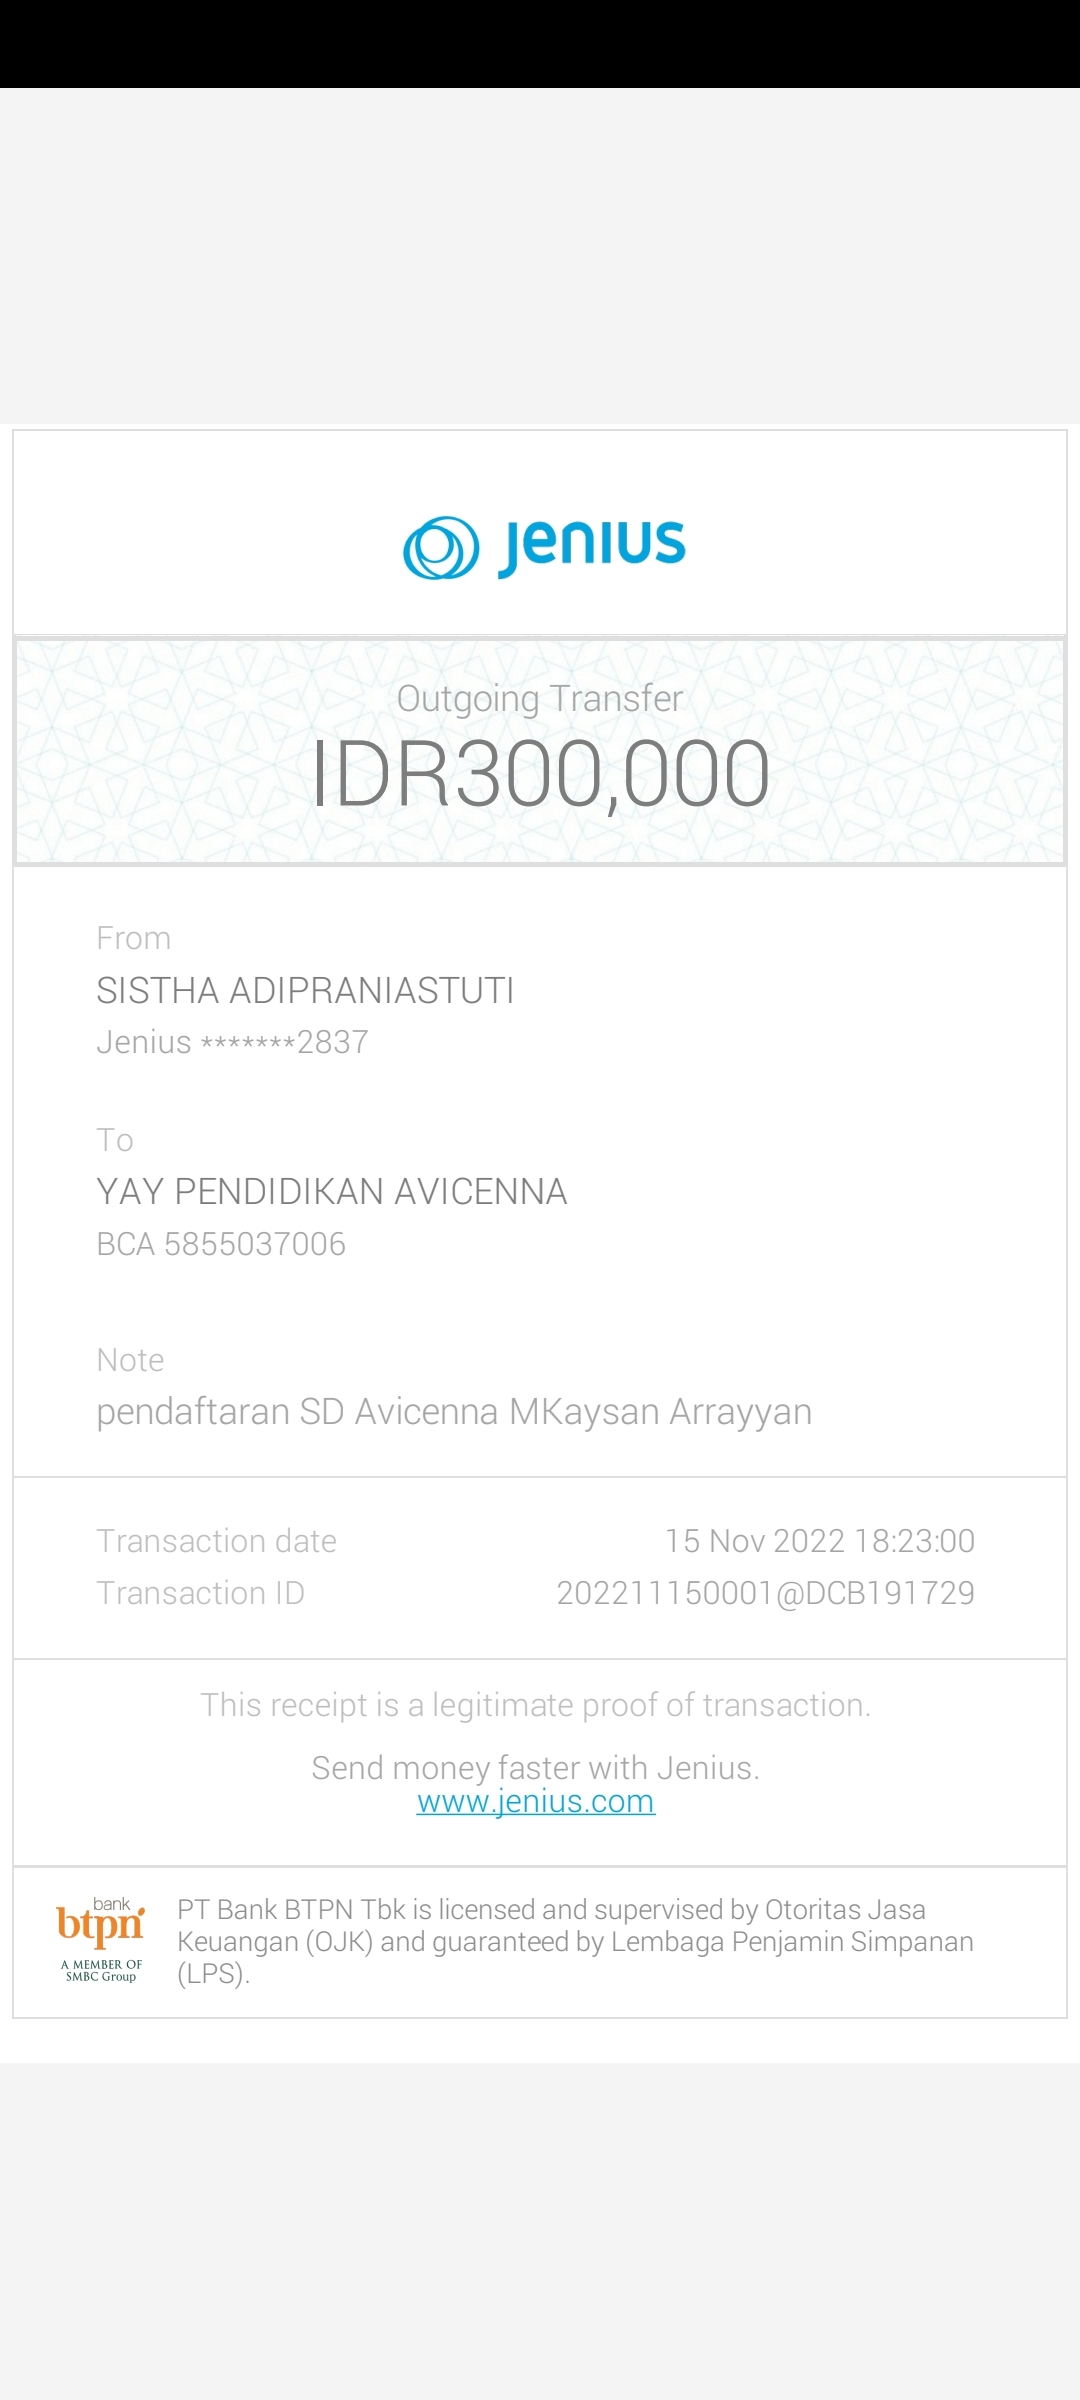 Jenius
Outgoing Transfer
IDR300,000
From
SISTHA ADIPRANIASTUTI
Jenius *******2837
To
YAY PENDIDIKAN AVICENNA
BCA 5855037006
Note
pendaftaran SD Avicenna MKaysan Arrayyan
Transaction date 15 Nov 2022 18:23:00
Transaction ID 202211150001@DCB191729
This receipt is a legitimate proof of transaction.
Send money faster with Jenius.
www.jenius.com
bank
btpn
A MEMBER OF
SMBC Group
PT Bank BTPN Tbk is licensed and supervised by Otoritas Jasa
Keuangan (OJK) and guaranteed by Lembaga Penjamin Simpanan
(LPS).